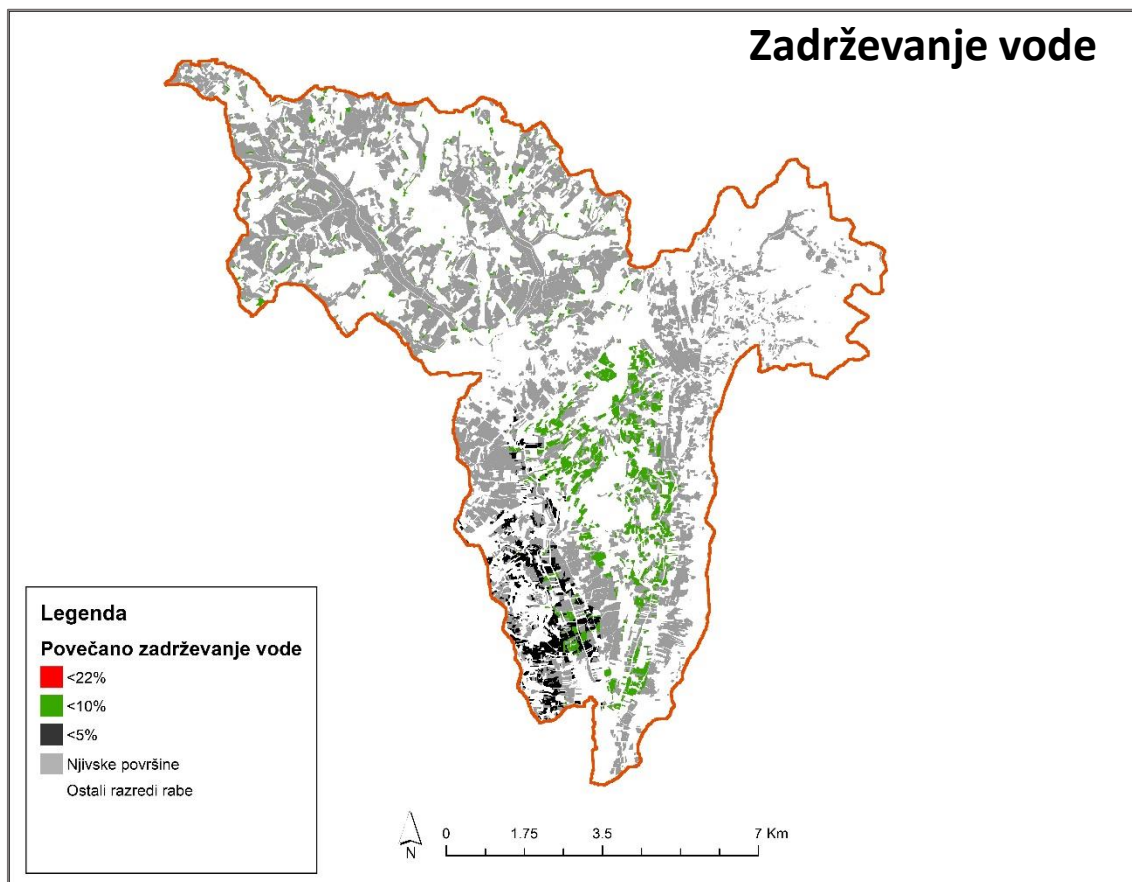 Zadrževanje vode
Legenda
Povečano zadrževanje vode
<22%
<10%
<5%
Njivske površine
Ostali razredi rabe
N
0 1.75 3.5 7 Km